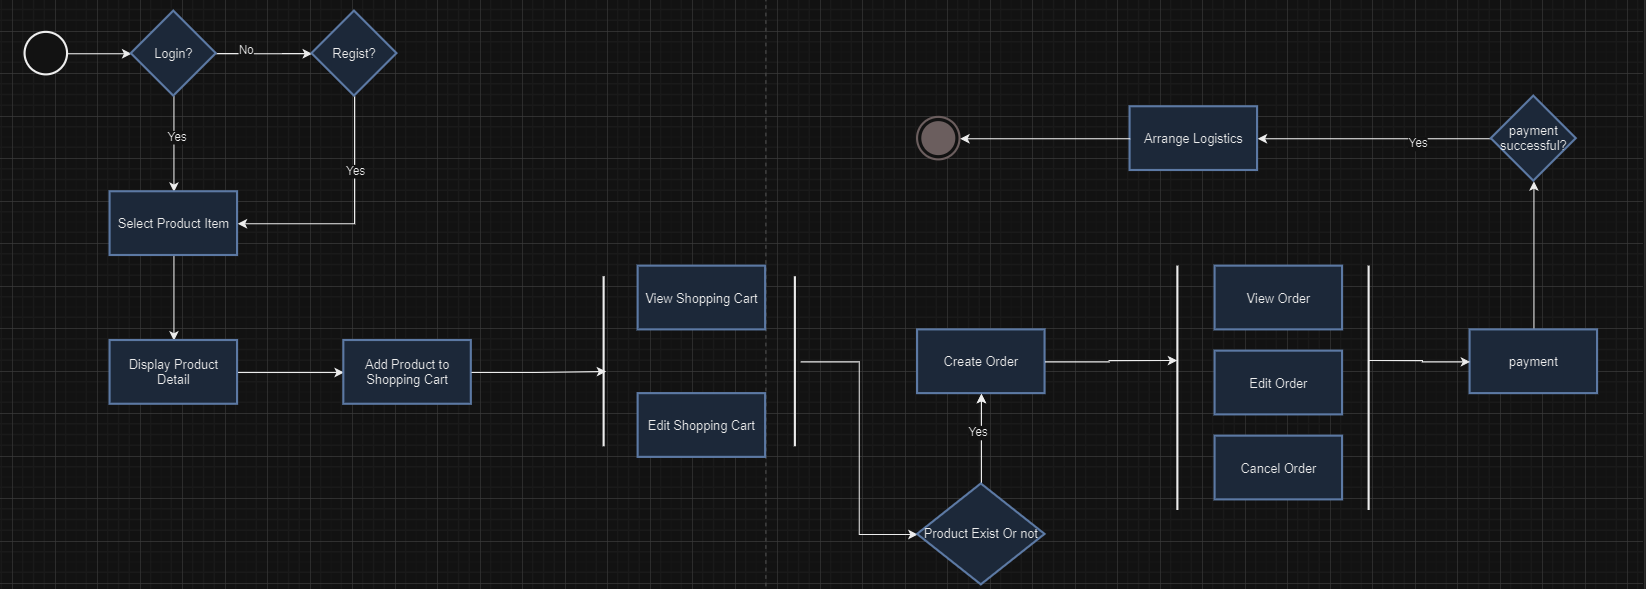 Login?
No
Regist?
Yes
Yes
Select Product Item
Display Product
Detail
Add Product to
Shopping Cart
View Shopping Cart
Edit Shopping Cart
Product Exist Or not
Yes
Create Order
View Order
Edit Order
Cancel Order
payment
payment
successful?
Yes
Arrange Logistics